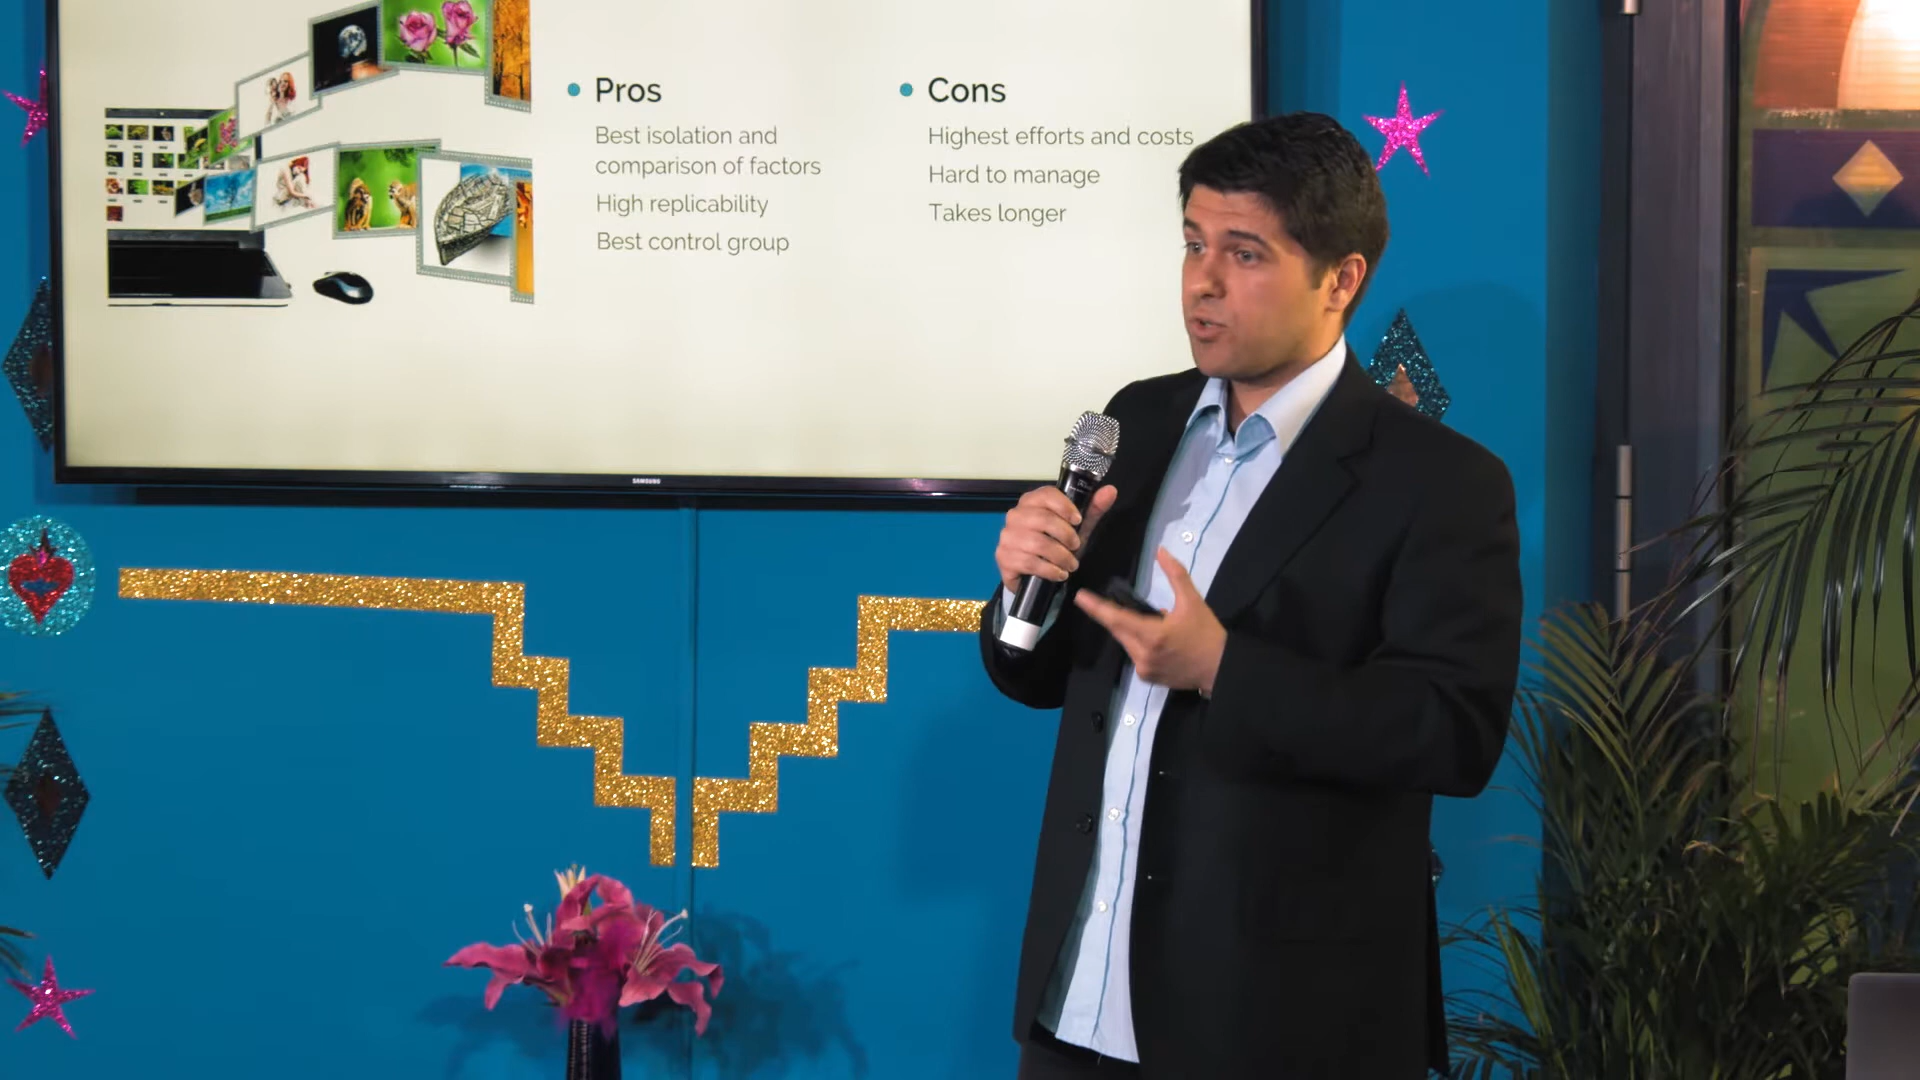 Pros
Best isolation and
comparison of factors
High replicability
Best control group
Cons
Highest efforts and costs
Hard to manage
Takes longer
SAMSUNG